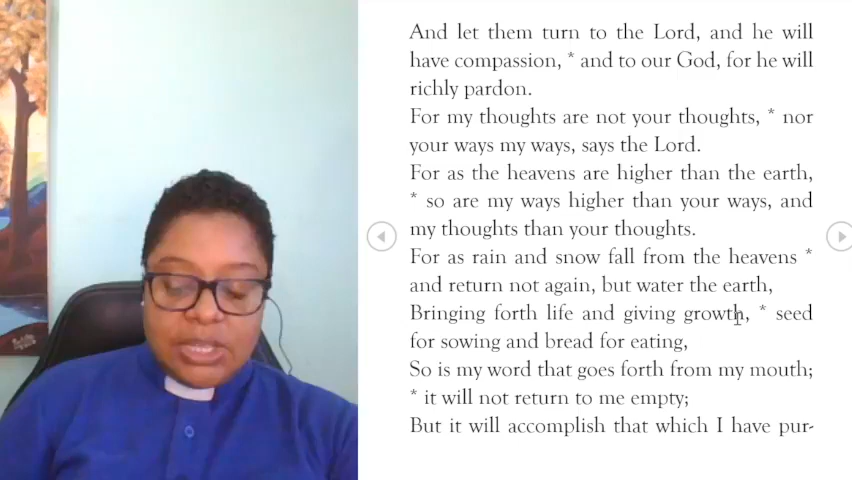 And let them turn to the Lord, and he will
have compassion, * and to our God, for he will
richly pardon.
For my thoughts are not your thoughts, * nor
your ways my ways, says the Lord.
For as the heavens are higher than the earth,
* so are my ways higher than your ways, and
my thoughts than your thoughts.
For as rain and snow fall from the heavens *
and return not again, but water the earth,
Bringing forth life and giving growth, * seed
for sowing and bread for eating,
So is my word that goes forth from my mouth;
* it will not return to me empty;
But it will accomplish that which I have pur-